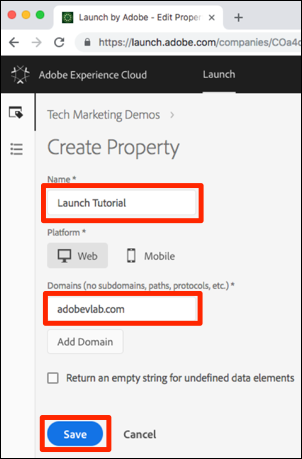 Launch by Adobe - Edit Proper
https://launch.adobe.com/companies/COa4c
Adobe Experience Cloud
Launch
Tech Marketing Demos >
Create Property
Name *
Launch Tutorial
Platform *
Web
Mobile
Domains (no subdomains, paths, protocols, etc.) *
adobevlab.com
Add Domain
Return an empty string for undefined data elements
Save
Cancel